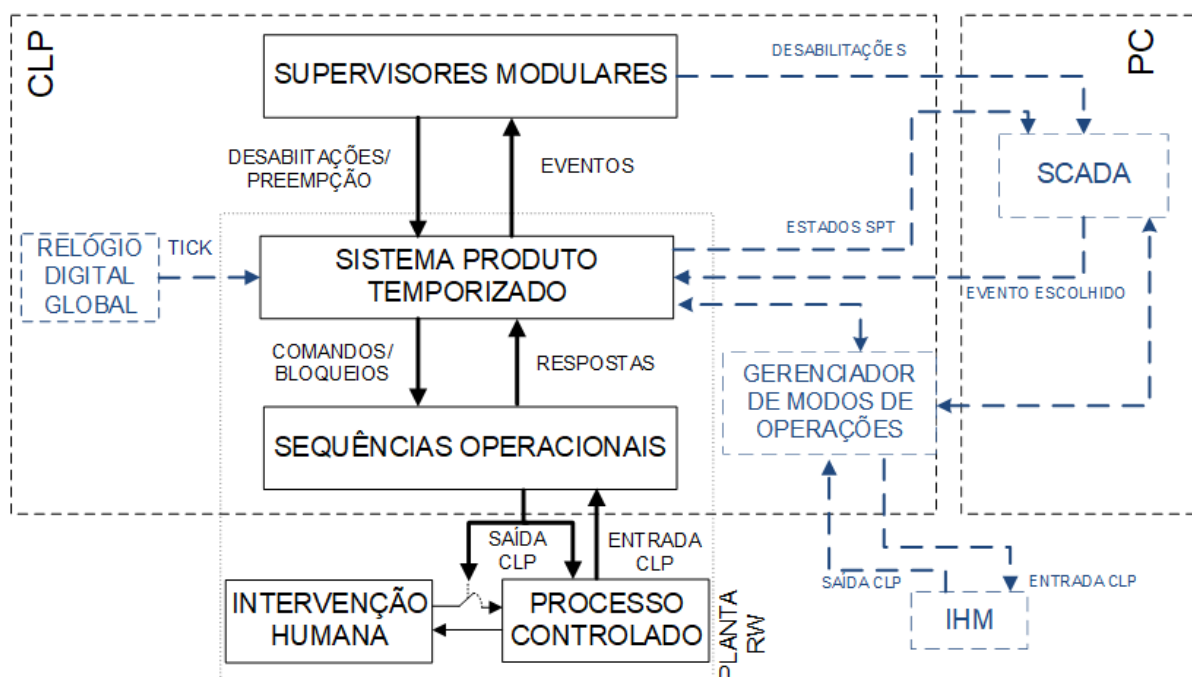 CLP
PC
DESABILITAÇÕES
SUPERVISORES MODULARES
DESABIITAÇÕES/
PREEMPÇÃO
EVENTOS
SCADA
RELÓGIO
DIGITAL
GLOBAL
TICK
SISTEMA PRODUTO
TEMPORIZADO
ESTADOS SPT
EVENTO ESCOLHIDO
COMANDOS/
BLOQUEIOS
RESPOSTAS
GERENCIADOR
DE MODOS DE
OPERAÇÕES
SEQUÊNCIAS OPERACIONAIS
SAÍDA
CLP
ENTRADA
CLP
INTERVENÇÃO
HUMANA
PROCESSO
CONTROLADO
PLANTA
RW
SAÍDA CLP
ENTRADA CLP
IHM